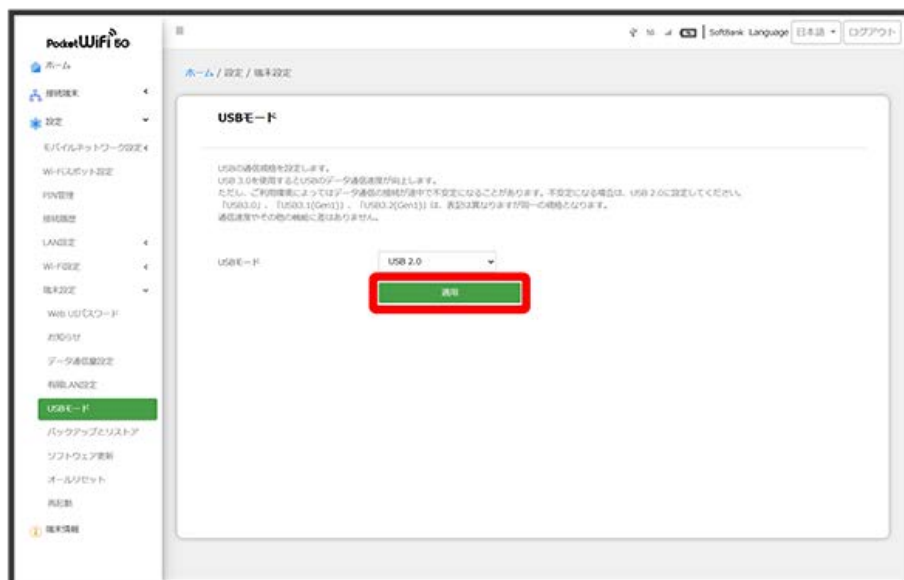 Pocket WiFi 5G
5G
SoftBank
Language
日本語
ログアウト
ホーム
接続端末
設定
モバイルネットワーク設定
Wi-Fiスポット設定
PIN管理
接続履歴
LAN設定
Wi-Fi設定
端末設定
Web UIパスワード
お知らせ
データ通信量設定
有線LAN設定
USBモード
バックアップとリストア
ソフトウェア更新
オールリセット
再起動
端末情報
ホーム / 設定 / 端末設定
USBモード
USBの通信規格を設定します。
USB 3.0を使用するとUSBのデータ通信速度が向上します。
ただし、ご利用環境によってはデータ通信の接続が途中で不安定になることがあります。不安定になる場合は、USB 2.0に設定してください。
「USB3.0」、「USB3.1(Gen1)」、「USB3.2(Gen1)」は、表記は異なりますが同一の規格となります。
通信速度やその他の機能に差はありません。
USBモード
USB 2.0
適用